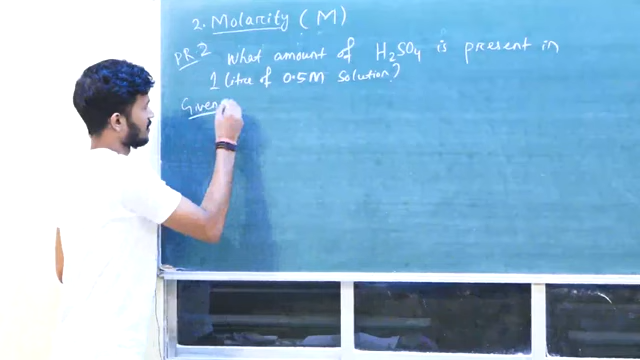 2. Molarity (M)
PR.2 What amount of H₂SO₄ is present in
1 litre of 0.5M solution?
Given